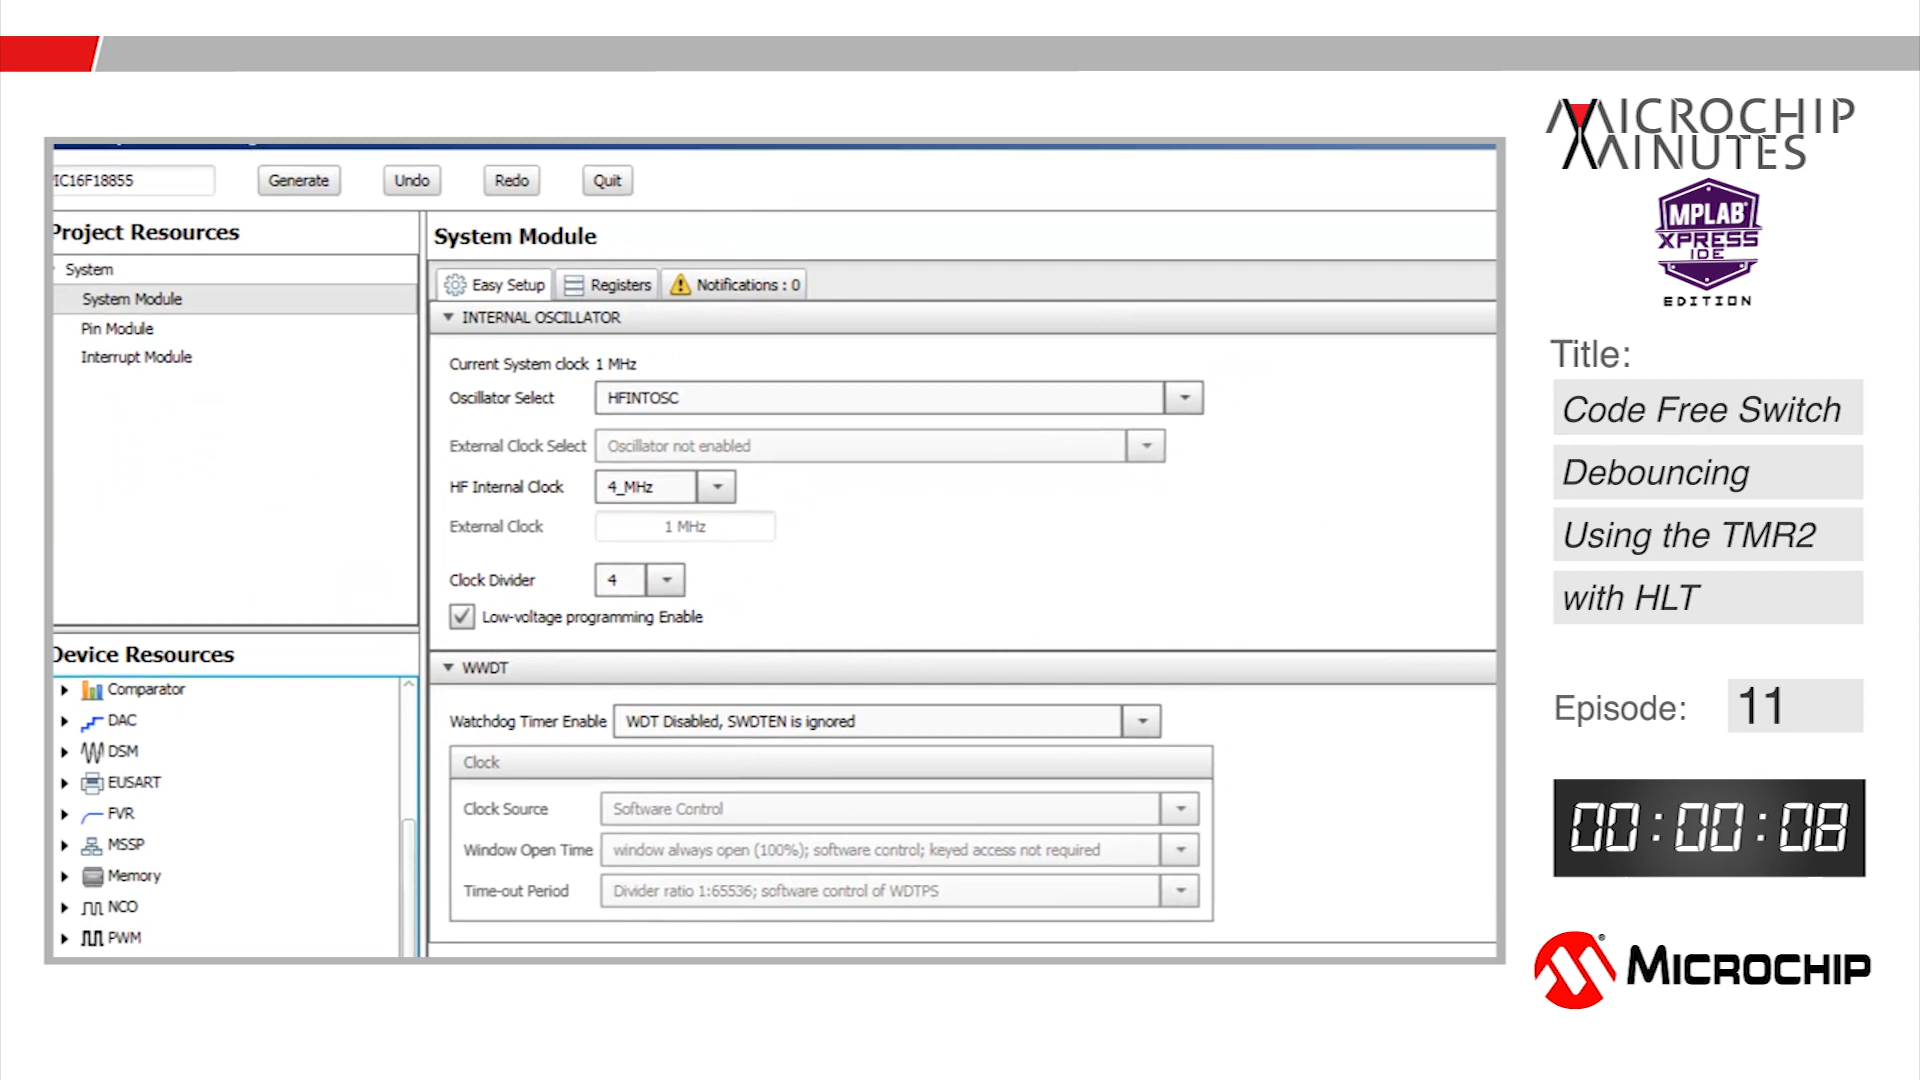 MICROCHIP
MINUTES
MPLAB®
XPRESS
IDE
EDITION
IC16F18855
Generate
Undo
Redo
Quit
Project Resources
System
System Module
Pin Module
Interrupt Module
Device Resources
Comparator
DAC
DSM
EUSART
FVR
MSSP
Memory
NCO
PWM
System Module
Easy Setup
Registers
Notifications : 0
INTERNAL OSCILLATOR
Current System clock 1 MHz
Oscillator Select HFINTOSC
External Clock Select Oscillator not enabled
HF Internal Clock 4_MHz
External Clock 1 MHz
Clock Divider 4
Low-voltage programming Enable
WWDT
Watchdog Timer Enable WDT Disabled, SWDTEN is ignored
Clock
Clock Source Software Control
Window Open Time window always open (100%); software control; keyed access not required
Time-out Period Divider ratio 1:65536; software control of WDTPS
Title:
Code Free Switch
Debouncing
Using the TMR2
with HLT
Episode: 11
00:00:08
MICROCHIP